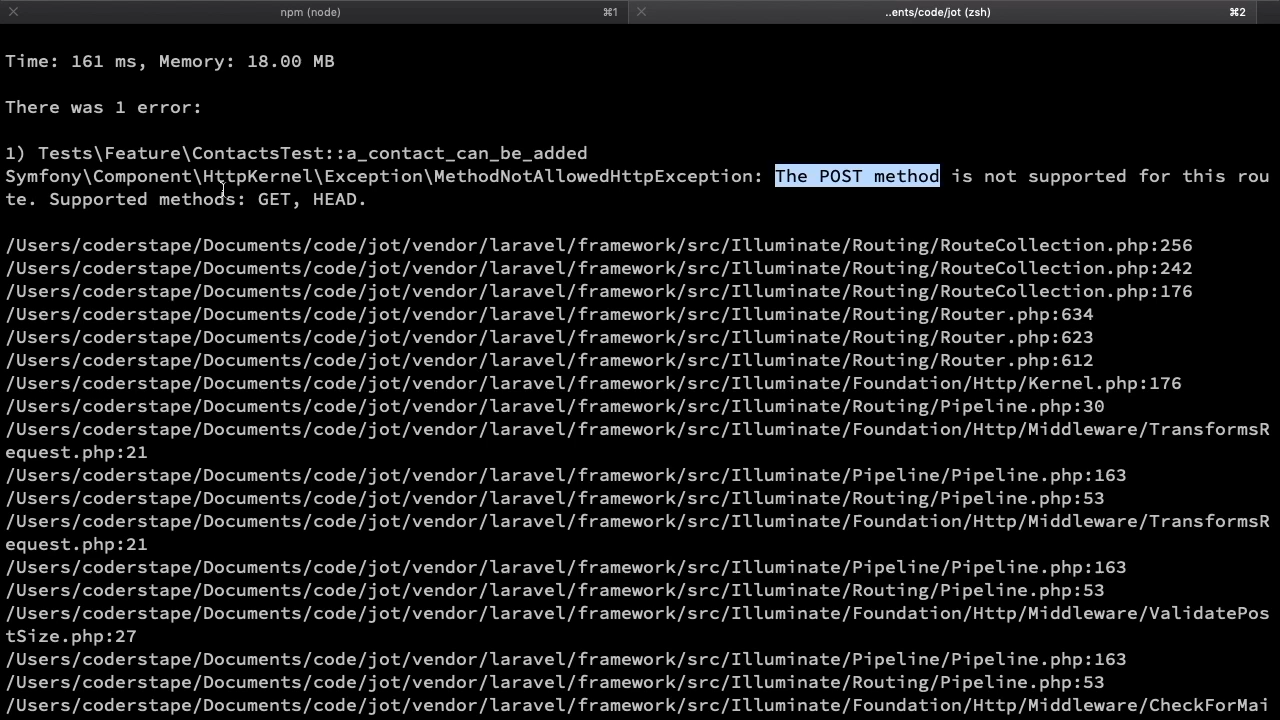 npm (node) ⌘1 ..ents/code/jot (zsh) ⌘2
Time: 161 ms, Memory: 18.00 MB
There was 1 error:
1) Tests\Feature\ContactsTest::a_contact_can_be_added
Symfony\Component\HttpKernel\Exception\MethodNotAllowedHttpException: The POST method is not supported for this rou
te. Supported methods: GET, HEAD.
/Users/coderstape/Documents/code/jot/vendor/laravel/framework/src/Illuminate/Routing/RouteCollection.php:256
/Users/coderstape/Documents/code/jot/vendor/laravel/framework/src/Illuminate/Routing/RouteCollection.php:242
/Users/coderstape/Documents/code/jot/vendor/laravel/framework/src/Illuminate/Routing/RouteCollection.php:176
/Users/coderstape/Documents/code/jot/vendor/laravel/framework/src/Illuminate/Routing/Router.php:634
/Users/coderstape/Documents/code/jot/vendor/laravel/framework/src/Illuminate/Routing/Router.php:623
/Users/coderstape/Documents/code/jot/vendor/laravel/framework/src/Illuminate/Routing/Router.php:612
/Users/coderstape/Documents/code/jot/vendor/laravel/framework/src/Illuminate/Foundation/Http/Kernel.php:176
/Users/coderstape/Documents/code/jot/vendor/laravel/framework/src/Illuminate/Routing/Pipeline.php:30
/Users/coderstape/Documents/code/jot/vendor/laravel/framework/src/Illuminate/Foundation/Http/Middleware/TransformsR
equest.php:21
/Users/coderstape/Documents/code/jot/vendor/laravel/framework/src/Illuminate/Pipeline/Pipeline.php:163
/Users/coderstape/Documents/code/jot/vendor/laravel/framework/src/Illuminate/Routing/Pipeline.php:53
/Users/coderstape/Documents/code/jot/vendor/laravel/framework/src/Illuminate/Foundation/Http/Middleware/TransformsR
equest.php:21
/Users/coderstape/Documents/code/jot/vendor/laravel/framework/src/Illuminate/Pipeline/Pipeline.php:163
/Users/coderstape/Documents/code/jot/vendor/laravel/framework/src/Illuminate/Routing/Pipeline.php:53
/Users/coderstape/Documents/code/jot/vendor/laravel/framework/src/Illuminate/Foundation/Http/Middleware/ValidatePos
tSize.php:27
/Users/coderstape/Documents/code/jot/vendor/laravel/framework/src/Illuminate/Pipeline/Pipeline.php:163
/Users/coderstape/Documents/code/jot/vendor/laravel/framework/src/Illuminate/Routing/Pipeline.php:53
/Users/coderstape/Documents/code/jot/vendor/laravel/framework/src/Illuminate/Foundation/Http/Middleware/CheckForMai